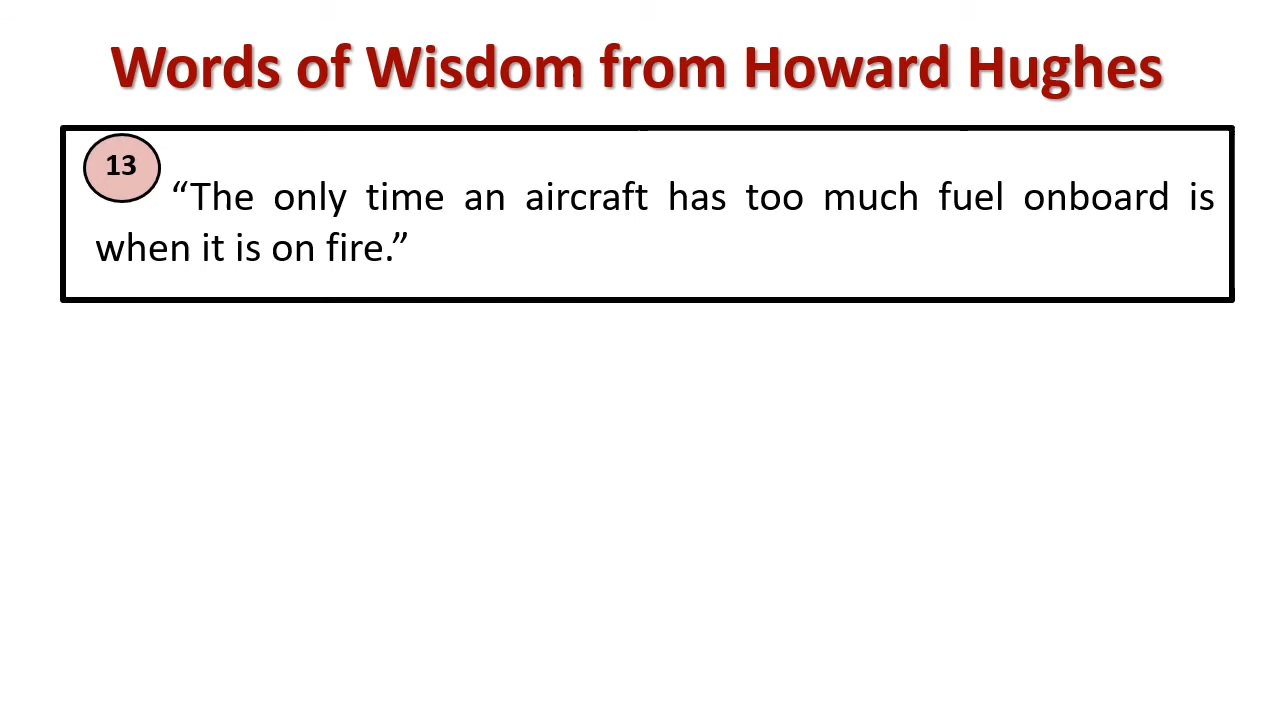 Words of Wisdom from Howard Hughes
13
“The only time an aircraft has too much fuel onboard is
when it is on fire.”